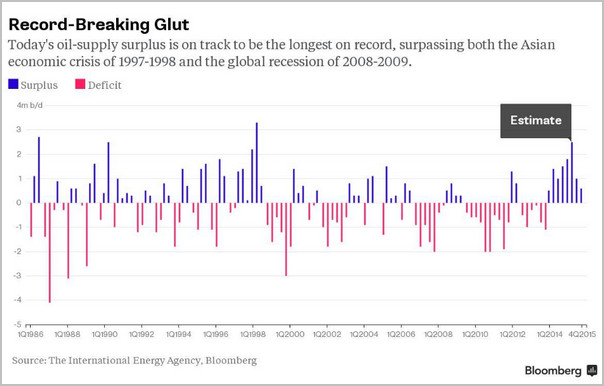 Record-Breaking Glut
Today's oil-supply surplus is on track to be the longest on record, surpassing both the Asian
economic crisis of 1997-1998 and the global recession of 2008-2009.
Surplus Deficit
4m b/d
Estimate
3
2
1
0
-1
-2
-3
-4
-5
1Q1986 1Q1988 1Q1990 1Q1992 1Q1994 1Q1996 1Q1998 1Q2000 1Q2002 1Q2004 1Q2006 1Q2008 1Q2010 1Q2012 1Q2014 4Q2015
Source: The International Energy Agency, Bloomberg
Bloomberg